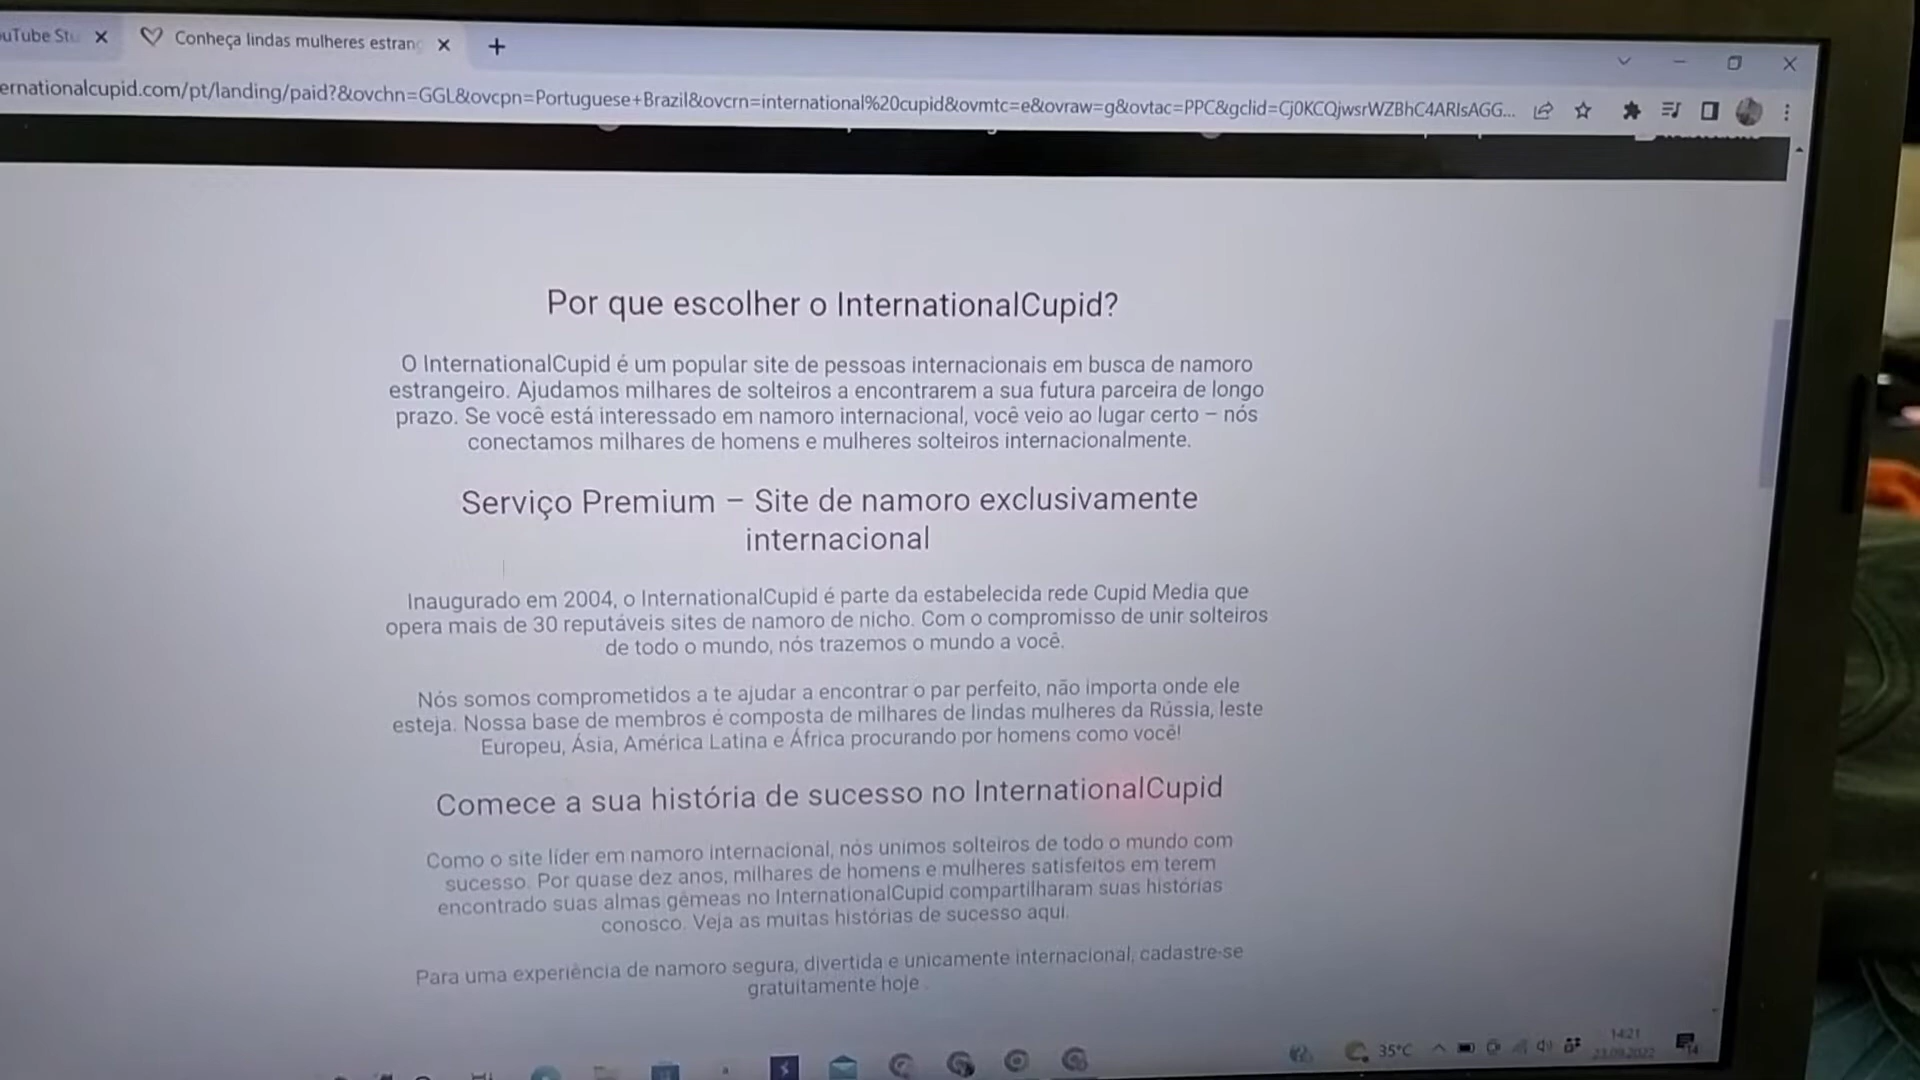 uTube Stu
Conheça lindas mulheres estrang
ernationalcupid.com/pt/landing/paid?&ovchn=GGL&ovcpn=Portuguese+Brazil&ovcrn=international%20cupid&ovmtc=e&ovraw=g&ovtac=PPC&gclid=Cj0KCQjwsrWZBhC4ARIsAGG...
Por que escolher o InternationalCupid?
O InternationalCupid é um popular site de pessoas internacionais em busca de namoro
estrangeiro. Ajudamos milhares de solteiros a encontrarem a sua futura parceira de longo
prazo. Se você está interessado em namoro internacional, você veio ao lugar certo – nós
conectamos milhares de homens e mulheres solteiros internacionalmente.
Serviço Premium – Site de namoro exclusivamente
internacional
Inaugurado em 2004, o InternationalCupid é parte da estabelecida rede Cupid Media que
opera mais de 30 reputáveis sites de namoro de nicho. Com o compromisso de unir solteiros
de todo o mundo, nós trazemos o mundo a você.
Nós somos comprometidos a te ajudar a encontrar o par perfeito, não importa onde ele
esteja. Nossa base de membros é composta de milhares de lindas mulheres da Rússia, leste
Europeu, Ásia, América Latina e África procurando por homens como você!
Comece a sua história de sucesso no InternationalCupid
Como o site líder em namoro internacional, nós unimos solteiros de todo o mundo com
sucesso. Por quase dez anos, milhares de homens e mulheres satisfeitos em terem
encontrado suas almas gêmeas no InternationalCupid compartilharam suas histórias
conosco. Veja as muitas histórias de sucesso aqui.
Para uma experiência de namoro segura, divertida e unicamente internacional, cadastre-se
gratuitamente hoje .
35°C
14:21
23.09.2022
14